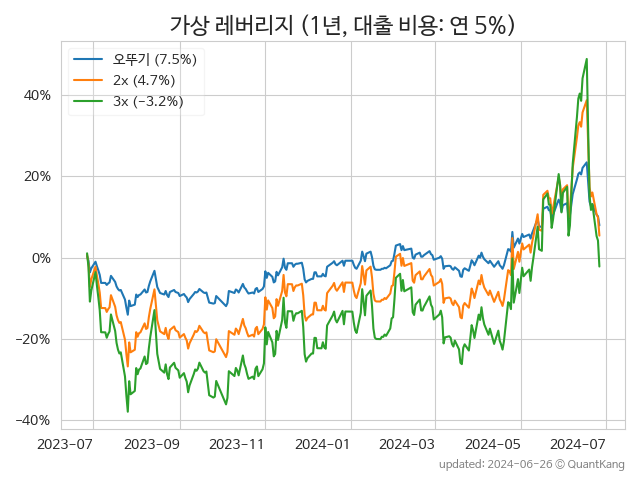 가상 레버리지 (1년, 대출 비용: 연 5%)
오뚜기 (7.5%)
2x (4.7%)
3x (−3.2%)
40%
20%
0%
−20%
−40%
2023-07 2023-09 2023-11 2024-01 2024-03 2024-05 2024-07
updated: 2024-06-26 © QuantKang